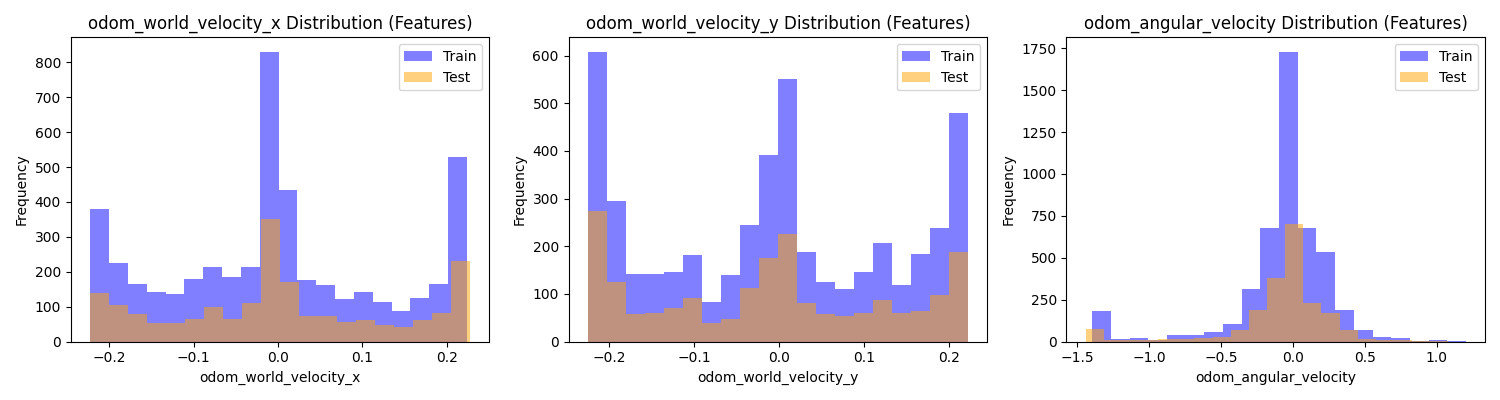 odom_world_velocity_x Distribution (Features)
Frequency
800
700
600
500
400
300
200
100
0
Train
Test
−0.2 −0.1 0.0 0.1 0.2
odom_world_velocity_x
odom_world_velocity_y Distribution (Features)
Frequency
600
500
400
300
200
100
0
Train
Test
−0.2 −0.1 0.0 0.1 0.2
odom_world_velocity_y
odom_angular_velocity Distribution (Features)
Frequency
1750
1500
1250
1000
750
500
250
0
Train
Test
−1.5 −1.0 −0.5 0.0 0.5 1.0
odom_angular_velocity